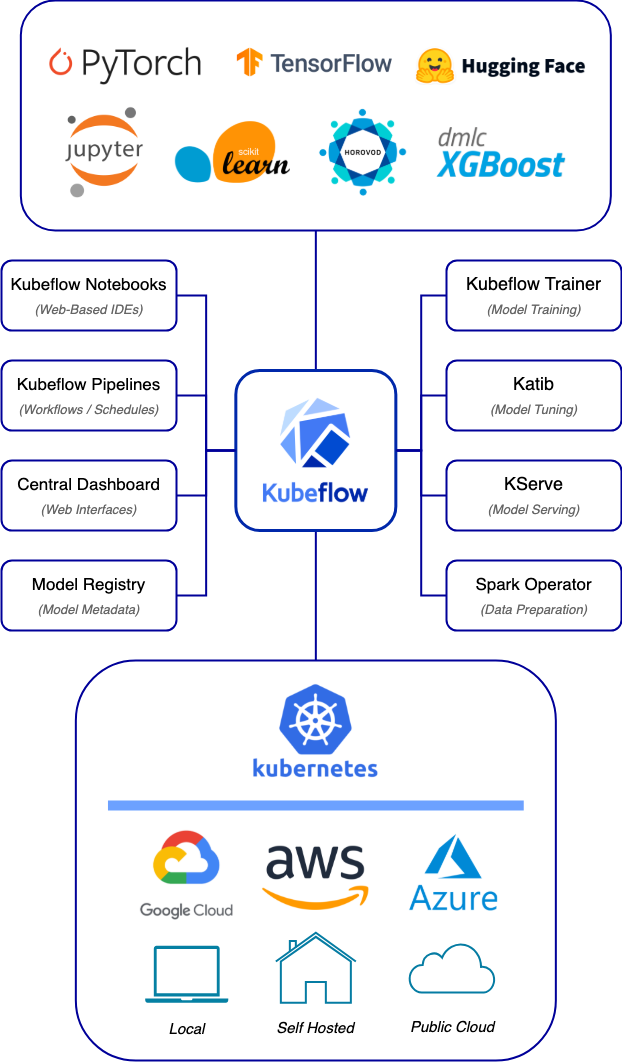 PyTorch
TensorFlow
Hugging Face
jupyter
scikit
learn
HOROVOD
dmlc
XGBoost
Kubeflow Notebooks
(Web-Based IDEs)
Kubeflow Pipelines
(Workflows / Schedules)
Central Dashboard
(Web Interfaces)
Model Registry
(Model Metadata)
Kubeflow
Kubeflow Trainer
(Model Training)
Katib
(Model Tuning)
KServe
(Model Serving)
Spark Operator
(Data Preparation)
kubernetes
Google Cloud
aws
Azure
Local
Self Hosted
Public Cloud